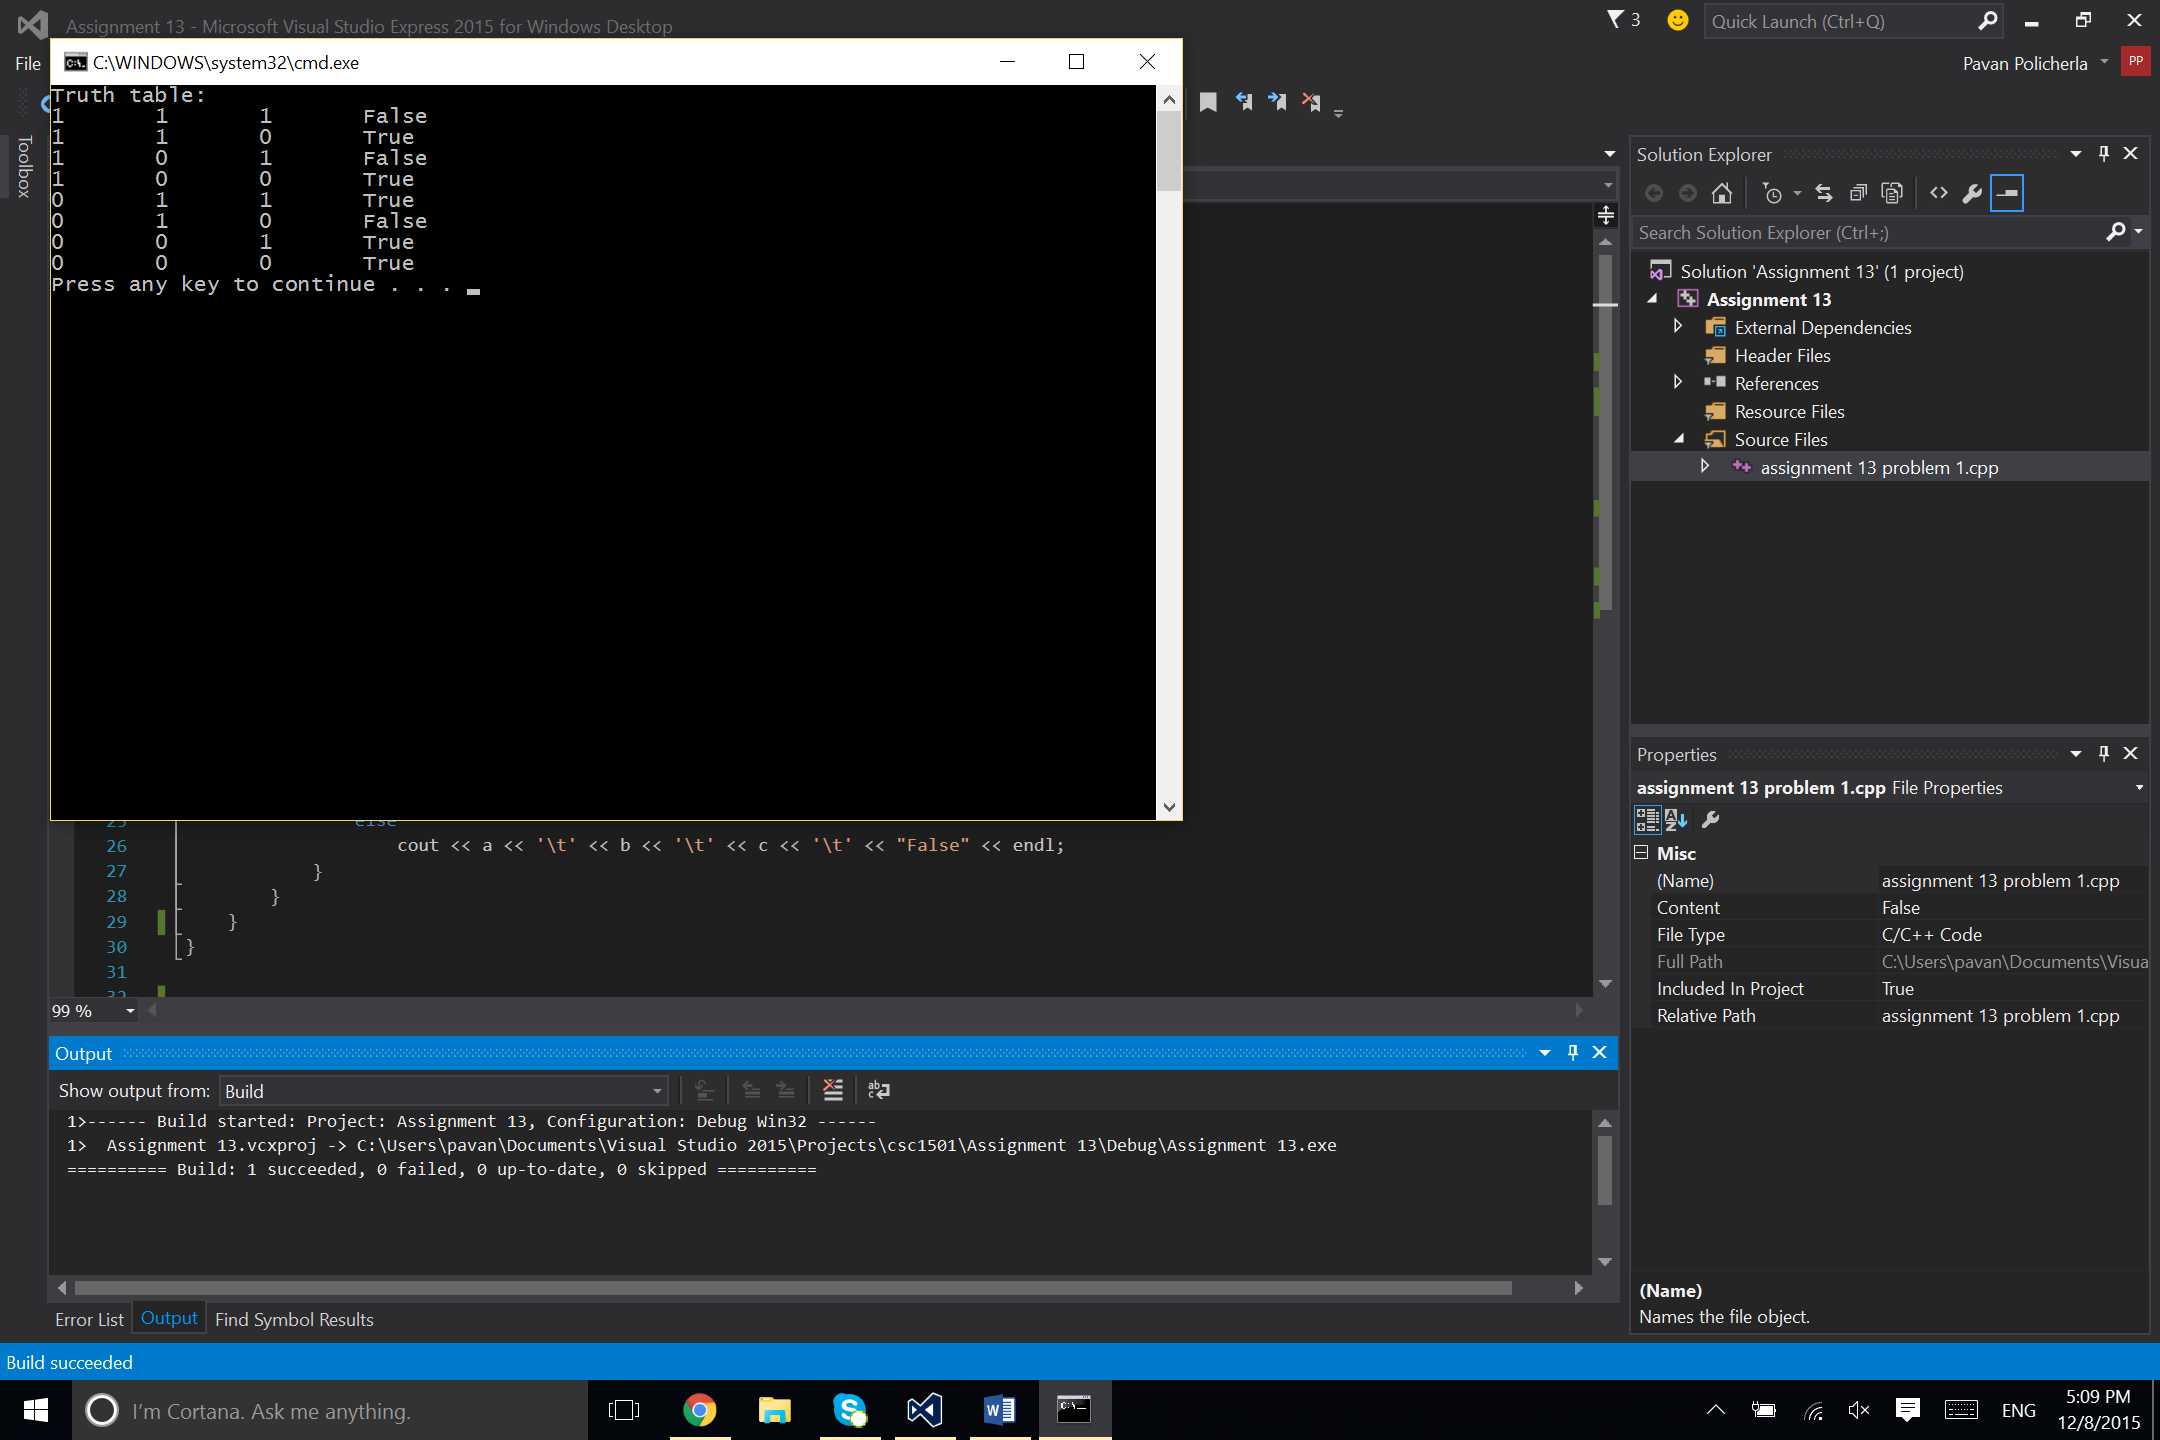 Assignment 13 - Microsoft Visual Studio Express 2015 for Windows Desktop
3
Quick Launch (Ctrl+Q)
File
Pavan Policherla
PP
C:\WINDOWS\system32\cmd.exe
Truth table:
1 1 1 False
1 1 0 True
1 0 1 False
1 0 0 True
0 1 1 True
0 1 0 False
0 0 1 True
0 0 0 True
Press any key to continue . . .
Toolbox
25 else
26 cout << a << '\t' << b << '\t' << c << '\t' << "False" << endl;
27 }
28 }
29 }
30 }
31
32
99 %
Output
Show output from: Build
1>------ Build started: Project: Assignment 13, Configuration: Debug Win32 ------
1>  Assignment 13.vcxproj -> C:\Users\pavan\Documents\Visual Studio 2015\Projects\csc1501\Assignment 13\Debug\Assignment 13.exe
========== Build: 1 succeeded, 0 failed, 0 up-to-date, 0 skipped ==========
Error List Output Find Symbol Results
Solution Explorer
Search Solution Explorer (Ctrl+;)
Solution 'Assignment 13' (1 project)
Assignment 13
External Dependencies
Header Files
References
Resource Files
Source Files
assignment 13 problem 1.cpp
Properties
assignment 13 problem 1.cpp File Properties
Misc
(Name) assignment 13 problem 1.cpp
Content False
File Type C/C++ Code
Full Path C:\Users\pavan\Documents\Visua
Included In Project True
Relative Path assignment 13 problem 1.cpp
(Name)
Names the file object.
Build succeeded
I'm Cortana. Ask me anything.
ENG
5:09 PM
12/8/2015